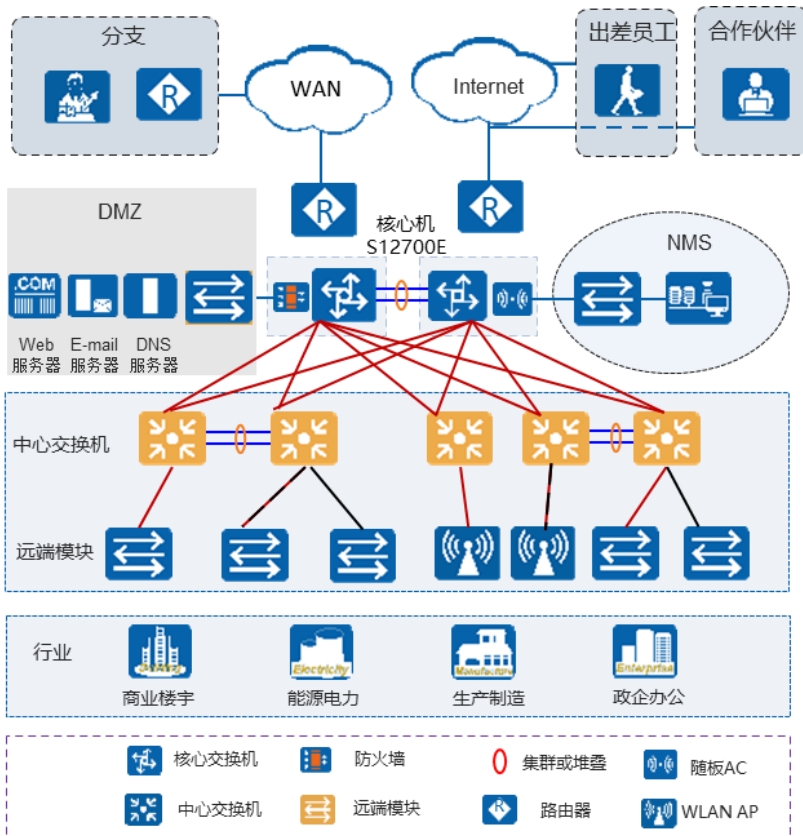 分支
WAN
Internet
出差员工
合作伙伴
R
R
R
DMZ
核心机
S12700E
NMS
.COM
Web
服务器
E-mail
服务器
DNS
服务器
中心交换机
远端模块
行业
Building
Electricity
Manufacture
Enterprise
商业楼宇
能源电力
生产制造
政企办公
核心交换机
防火墙
集群或堆叠
随板AC
中心交换机
远端模块
R
路由器
WLAN AP